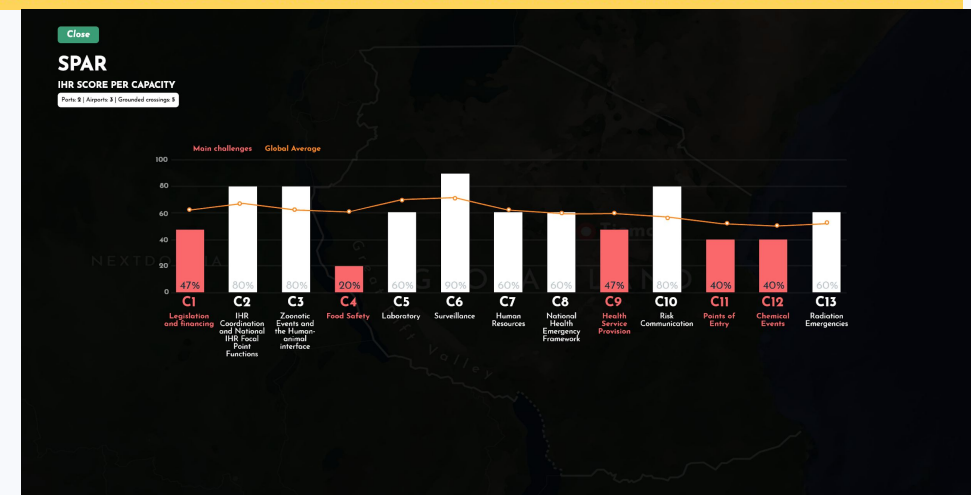 Close
SPAR
IHR SCORE PER CAPACITY
Ports: 2 | Airports: 3 | Grounded crossings: 5
Main challenges Global Average
100
80
60
40
20
0
47% 80% 80% 20% 60% 90% 60% 60% 47% 80% 40% 40% 60%
C1 C2 C3 C4 C5 C6 C7 C8 C9 C10 C11 C12 C13
Legislation
and financing
IHR
Coordination
and National
IHR Focal
Point
Functions
Zoonotic
Events and
the Human-
animal
interface
Food Safety
Laboratory
Surveillance
Human
Resources
National
Health
Emergency
Framework
Health
Service
Provision
Risk
Communication
Points of
Entry
Chemical
Events
Radiation
Emergencies